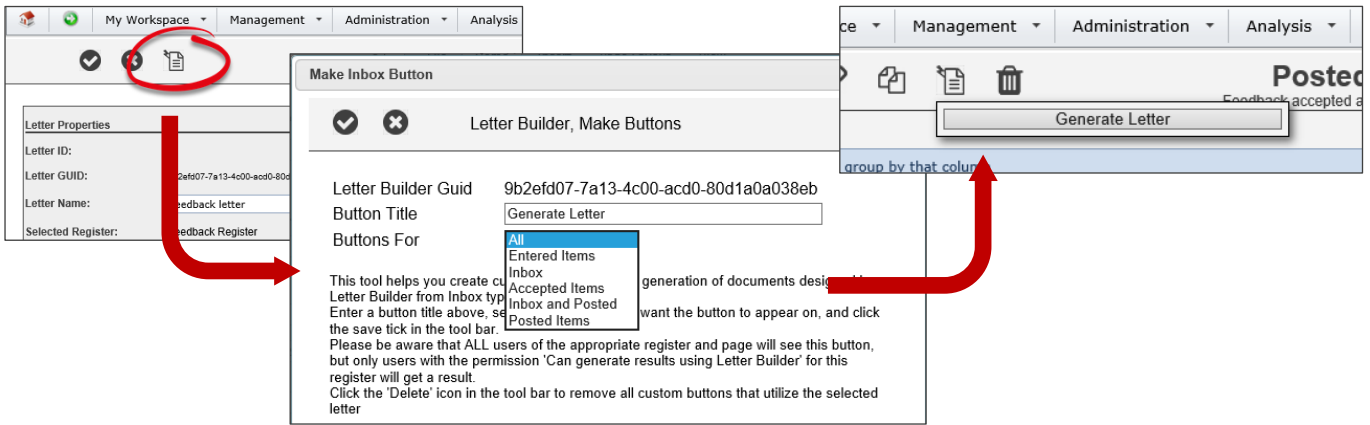 My Workspace Management Administration Analysis
Letter Properties
Letter ID:
Letter GUID: efd07-7a13-4c00-acd0-80d
Letter Name: eedback letter
Selected Register: eedback Register
Make Inbox Button
Letter Builder, Make Buttons
Letter Builder Guid 9b2efd07-7a13-4c00-acd0-80d1a0a038eb
Button Title Generate Letter
Buttons For All
Entered Items
Inbox
Accepted Items
Inbox and Posted
Posted Items
This tool helps you create cu generation of documents desig
Letter Builder from Inbox typ
Enter a button title above, se want the button to appear on, and click
the save tick in the tool bar.
Please be aware that ALL users of the appropriate register and page will see this button,
but only users with the permission 'Can generate results using Letter Builder' for this
register will get a result.
Click the 'Delete' icon in the tool bar to remove all custom buttons that utilize the selected
letter
ce Management Administration Analysis
Posted
Feedback accepted a
Generate Letter
group by that colum